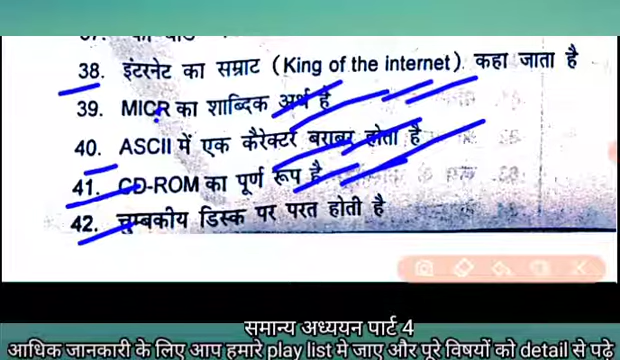 38. इंटरनेट का सम्राट (King of the internet) कहा जाता है
39. MICR का शाब्दिक अर्थ है
40. ASCII में एक कैरेक्टर बराबर होता है
41. CD-ROM का पूर्ण रूप है
42. चुम्बकीय डिस्क पर परत होती है
समान्य अध्ययन पार्ट 4
आधिक जानकारी के लिए आप हमारे play list मे जाए और पूरे विषयों को detail से पढ़े